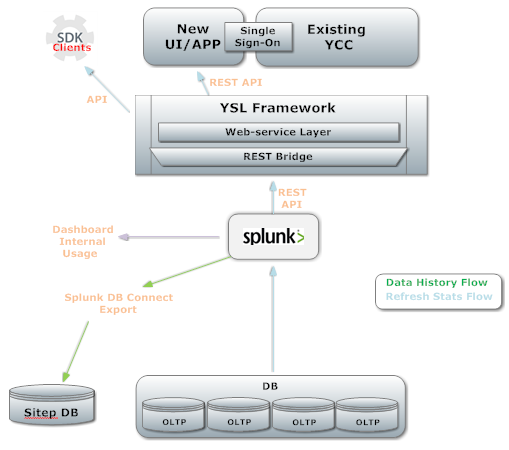 SDK
Clients
New
UI/APP
Single
Sign-On
Existing
YCC
REST API
API
YSL Framework
Web-service Layer
REST Bridge
REST
API
Dashboard
Internal
Usage
splunk>
Data History Flow
Refresh Stats Flow
Splunk DB Connect
Export
Sitep DB
DB
OLTP
OLTP
OLTP
OLTP